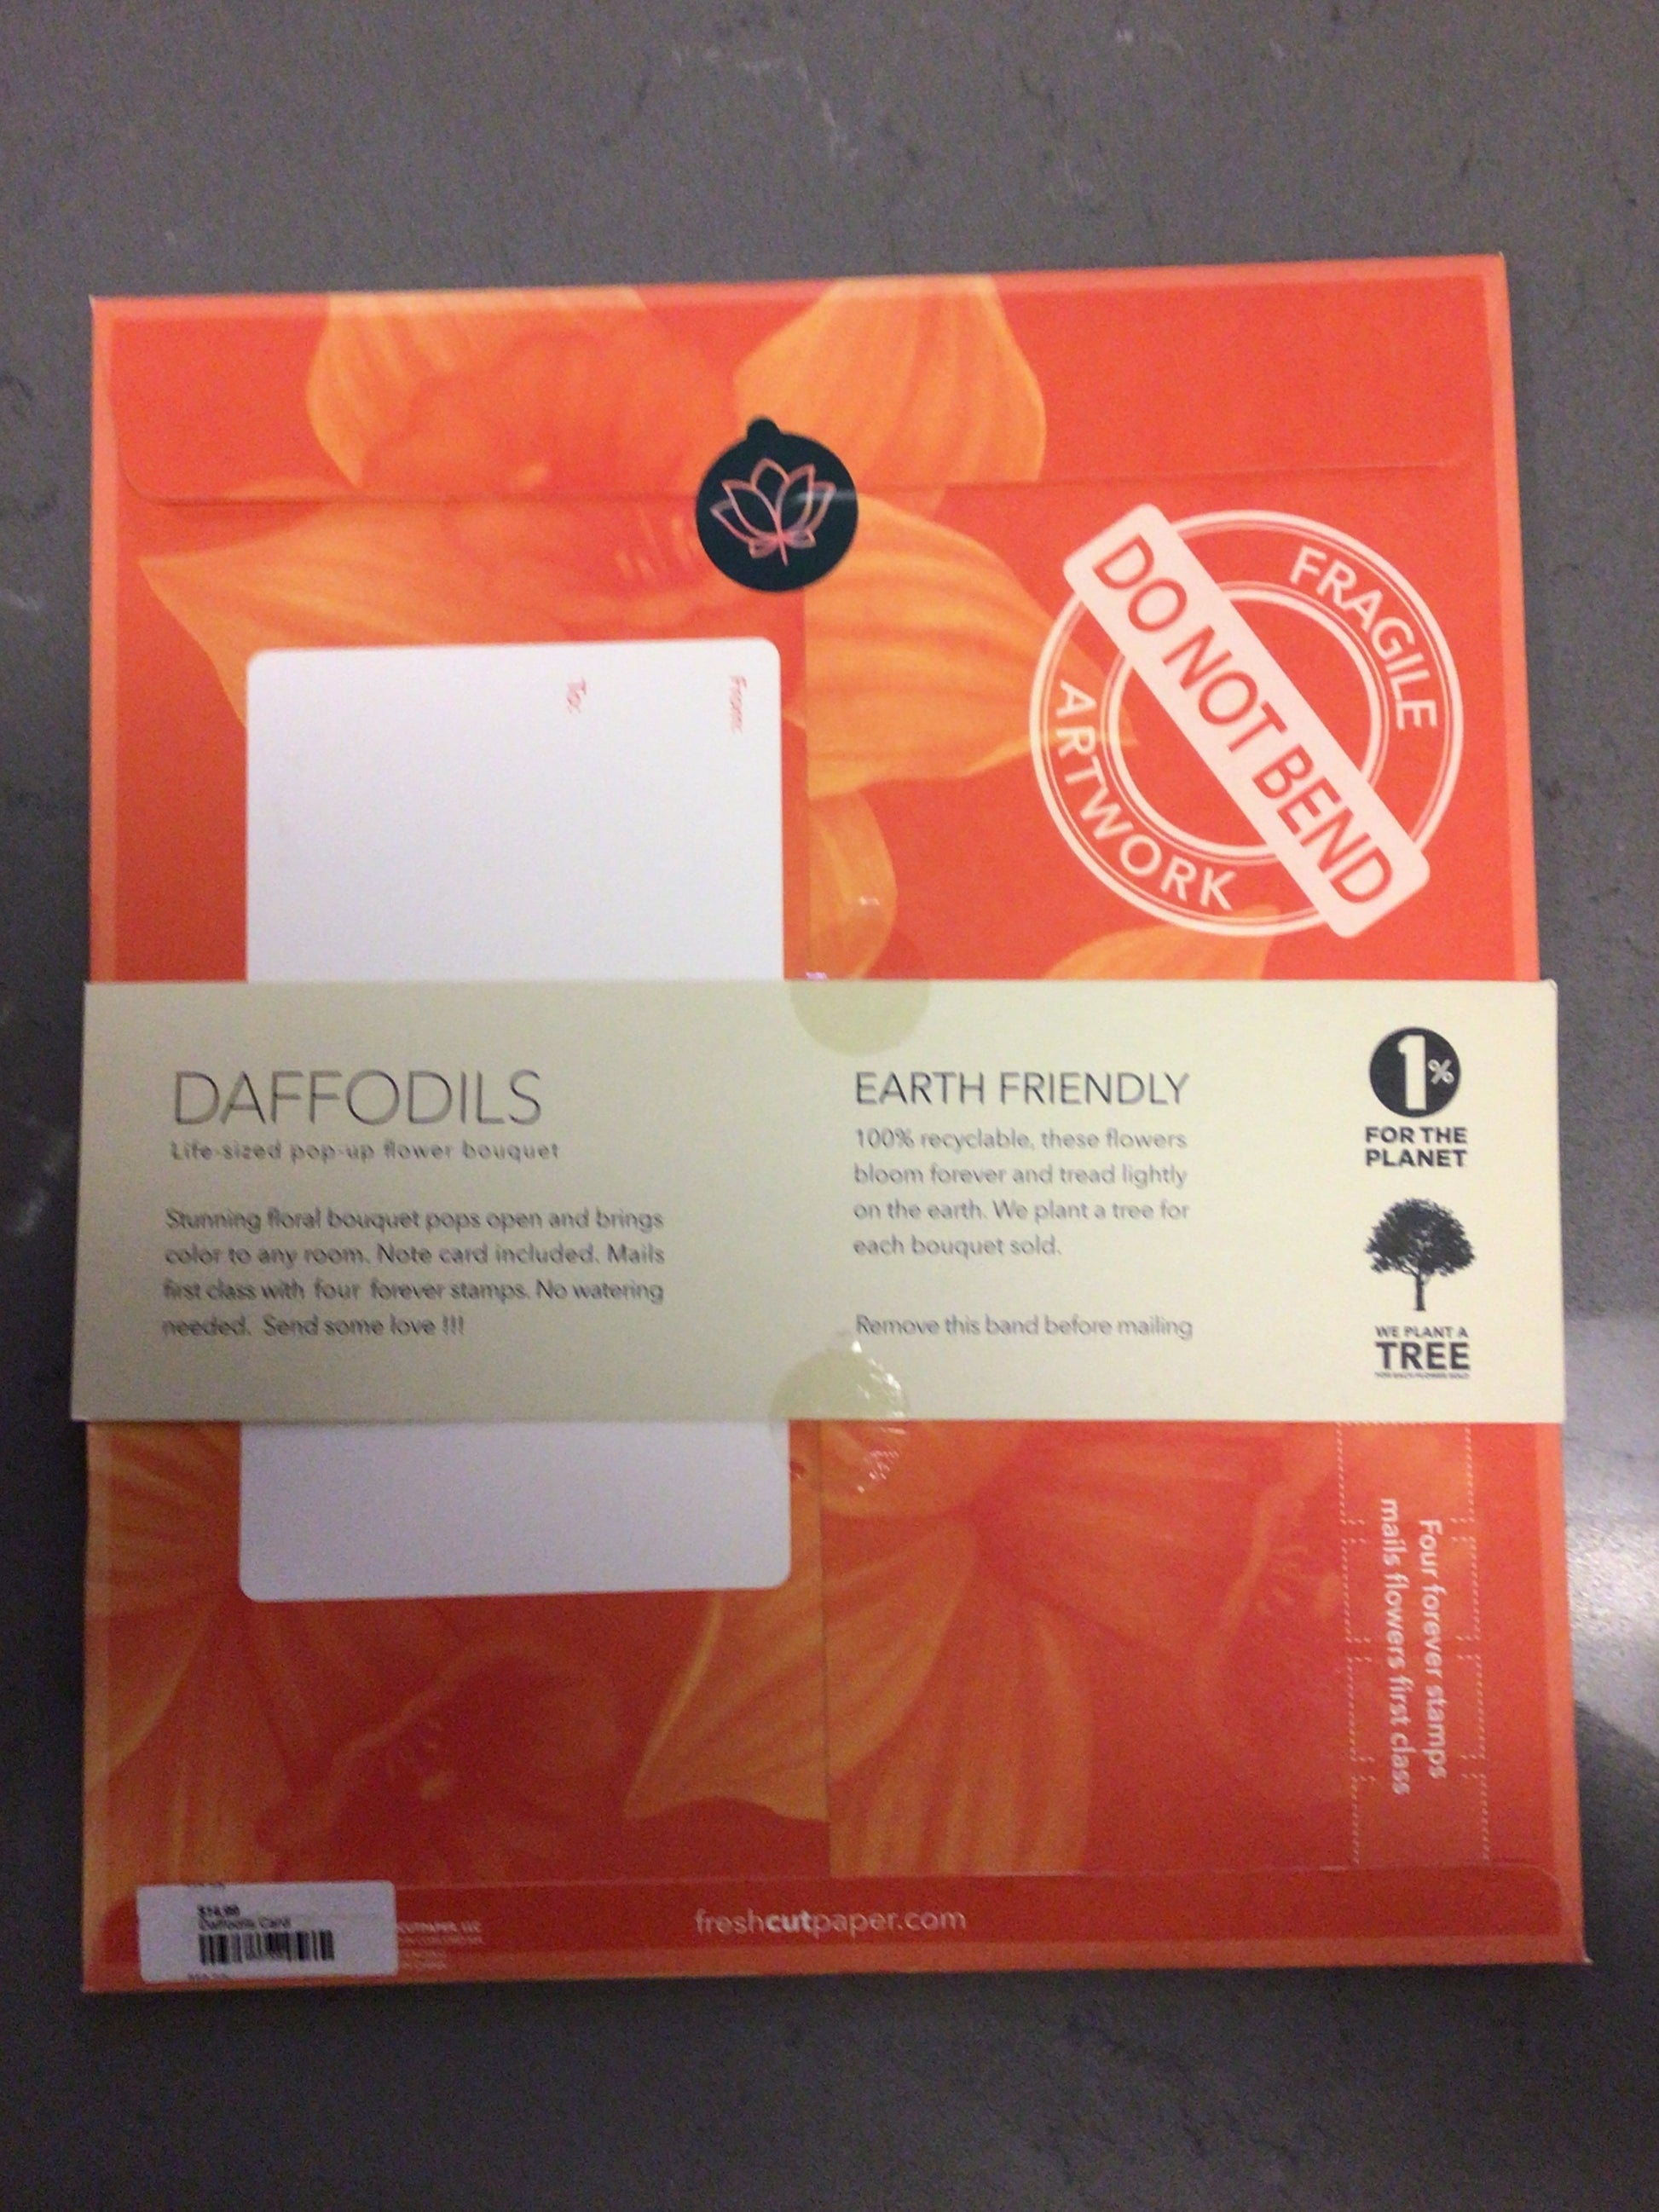 FRAGILE
DO NOT BEND
ARTWORK
From:
To:
DAFFODILS
Life-sized pop-up flower bouquet
Stunning floral bouquet pops open and brings
color to any room. Note card included. Mails
first class with four forever stamps. No watering
needed. Send some love !!!
EARTH FRIENDLY
100% recyclable, these flowers
bloom forever and tread lightly
on the earth. We plant a tree for
each bouquet sold.
Remove this band before mailing
1%
FOR THE
PLANET
WE PLANT A
TREE
Four forever stamps
mails flowers first class
Daffodils Card
CUTPAPER, LLC
freshcutpaper.com